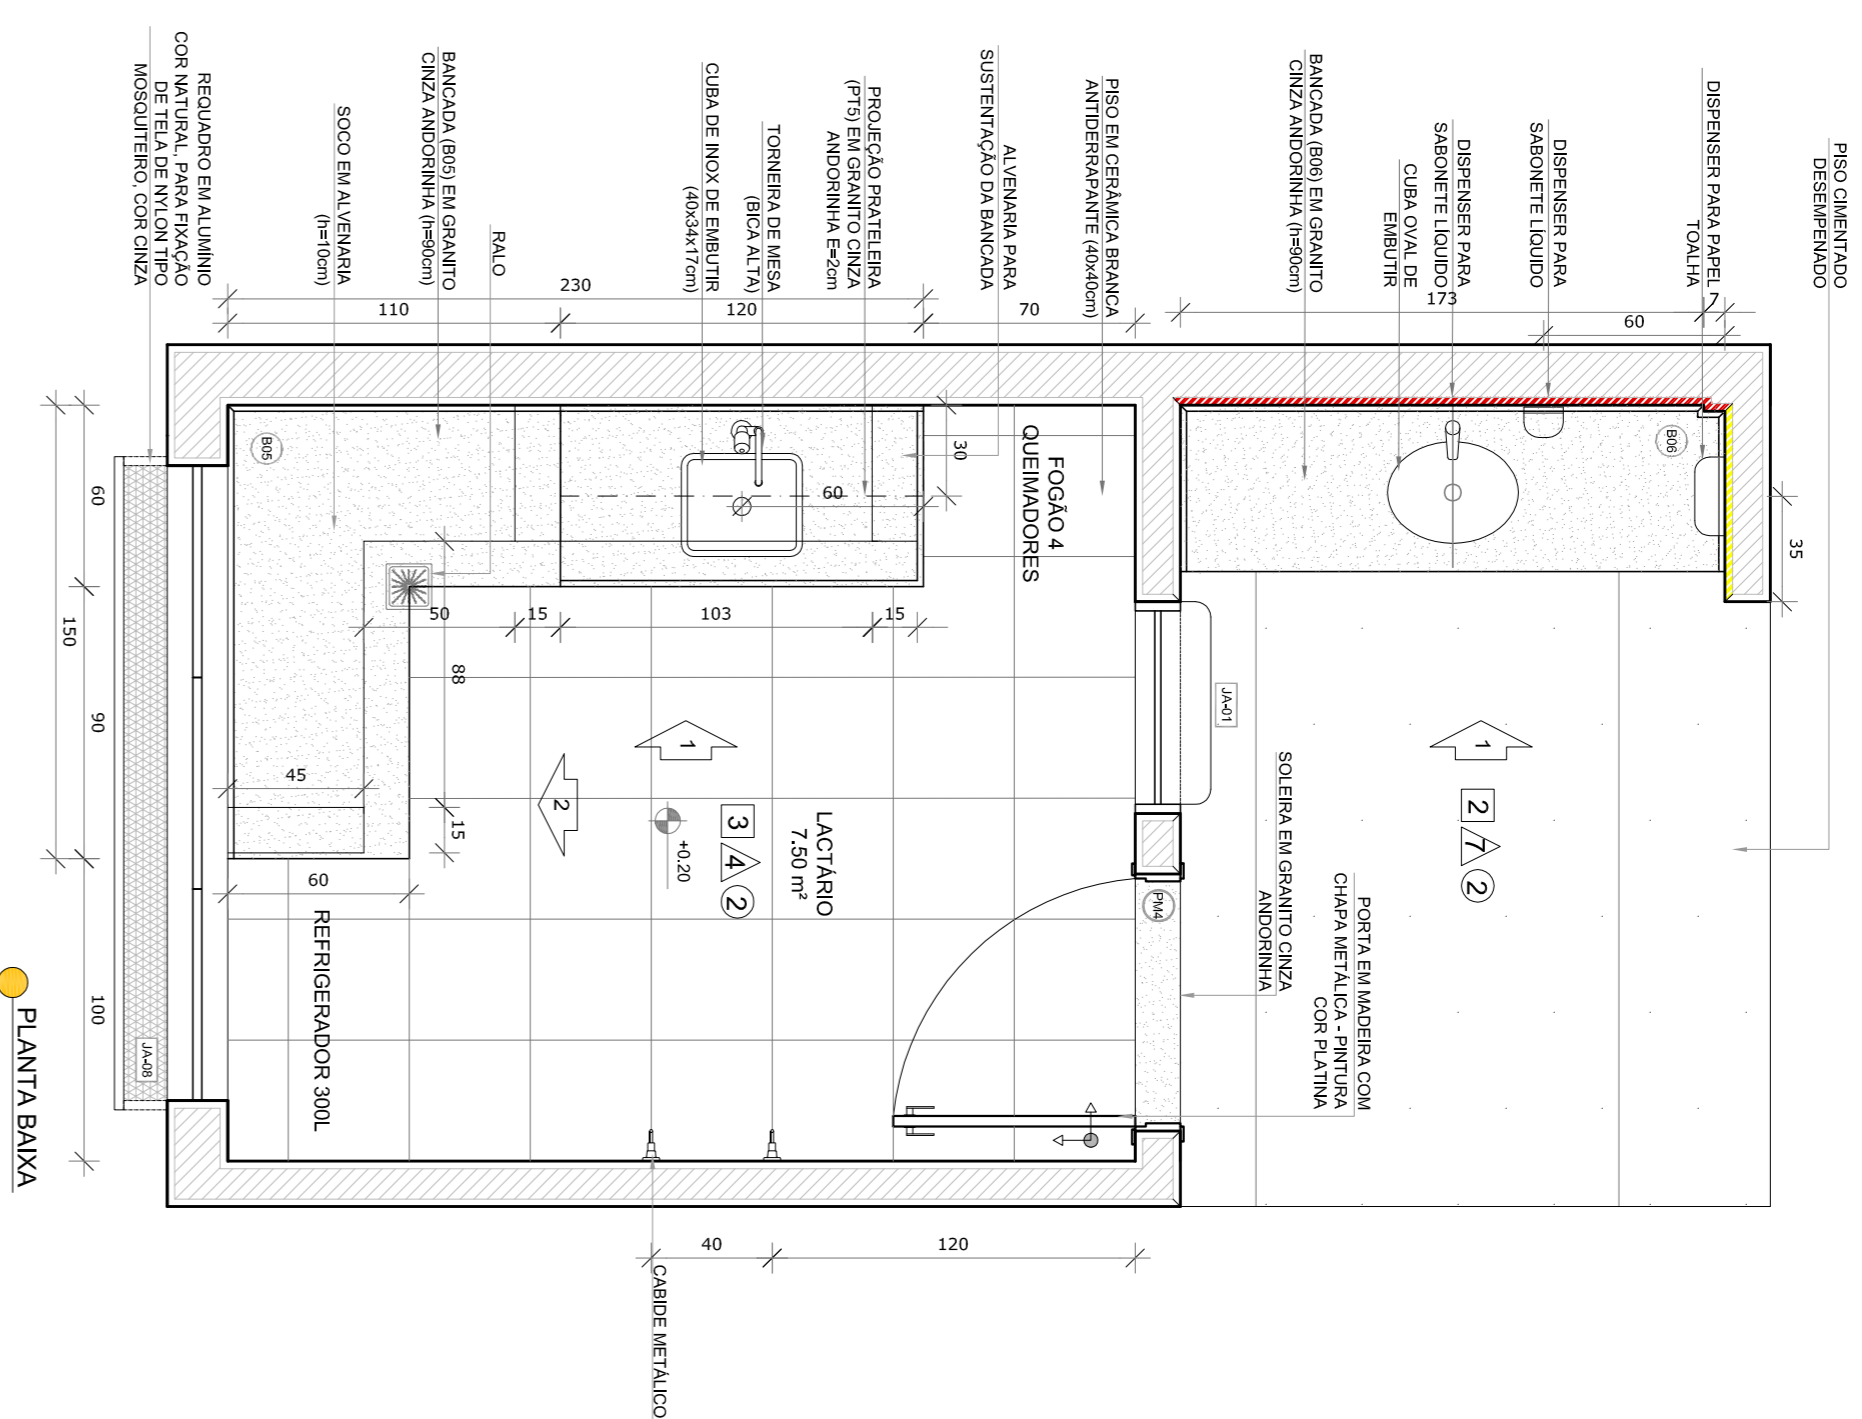 PISO CIMENTADO
DESEMPENADO
DISPENSER PARA PAPEL
TOALHA
DISPENSER PARA
SABONETE LÍQUIDO
DISPENSER PARA
SABONETE LÍQUIDO
CUBA OVAL DE
EMBUTIR
BANCADA (B06) EM GRANITO
CINZA ANDORINHA (h=90cm)
PISO EM CERÂMICA BRANCA
ANTIDERRAPANTE (40x40cm)
ALVENARIA PARA
SUSTENTAÇÃO DA BANCADA
PROJEÇÃO PRATELEIRA
(PT5) EM GRANITO CINZA
ANDORINHA E=2cm
TORNEIRA DE MESA
(BICA ALTA)
CUBA DE INOX DE EMBUTIR
(40x34x17cm)
RALO
BANCADA (B05) EM GRANITO
CINZA ANDORINHA (h=90cm)
SOCO EM ALVENARIA
(h=10cm)
REQUADRO EM ALUMÍNIO
COR NATURAL, PARA FIXAÇÃO
DE TELA DE NYLON TIPO
MOSQUITEIRO, COR CINZA
7
173
60
35
230
110
120
70
B06
B05
FOGÃO 4
QUEIMADORES
30
60
50
15
103
15
88
JA-01
1
2
7
2
1
2
3
4
2
+0.20
LACTÁRIO
7.50 m²
45
15
60
SOLEIRA EM GRANITO CINZA
ANDORINHA
PORTA EM MADEIRA COM
CHAPA METÁLICA - PINTURA
COR PLATINA
PM4
REFRIGERADOR 300L
60
150
90
100
JA-08
40
120
CABIDE METÁLICO
PLANTA BAIXA